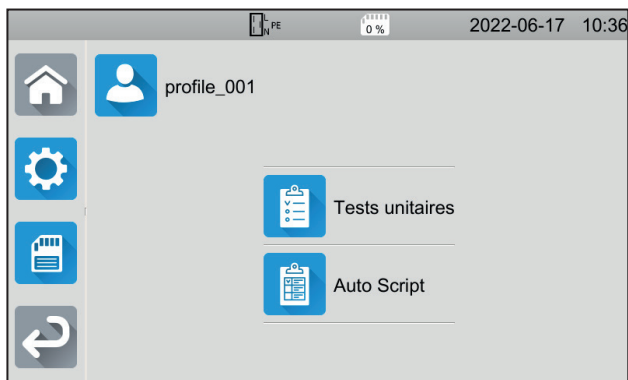 L
N PE
0 %
2022-06-17 10:36
profile_001
Tests unitaires
Auto Script